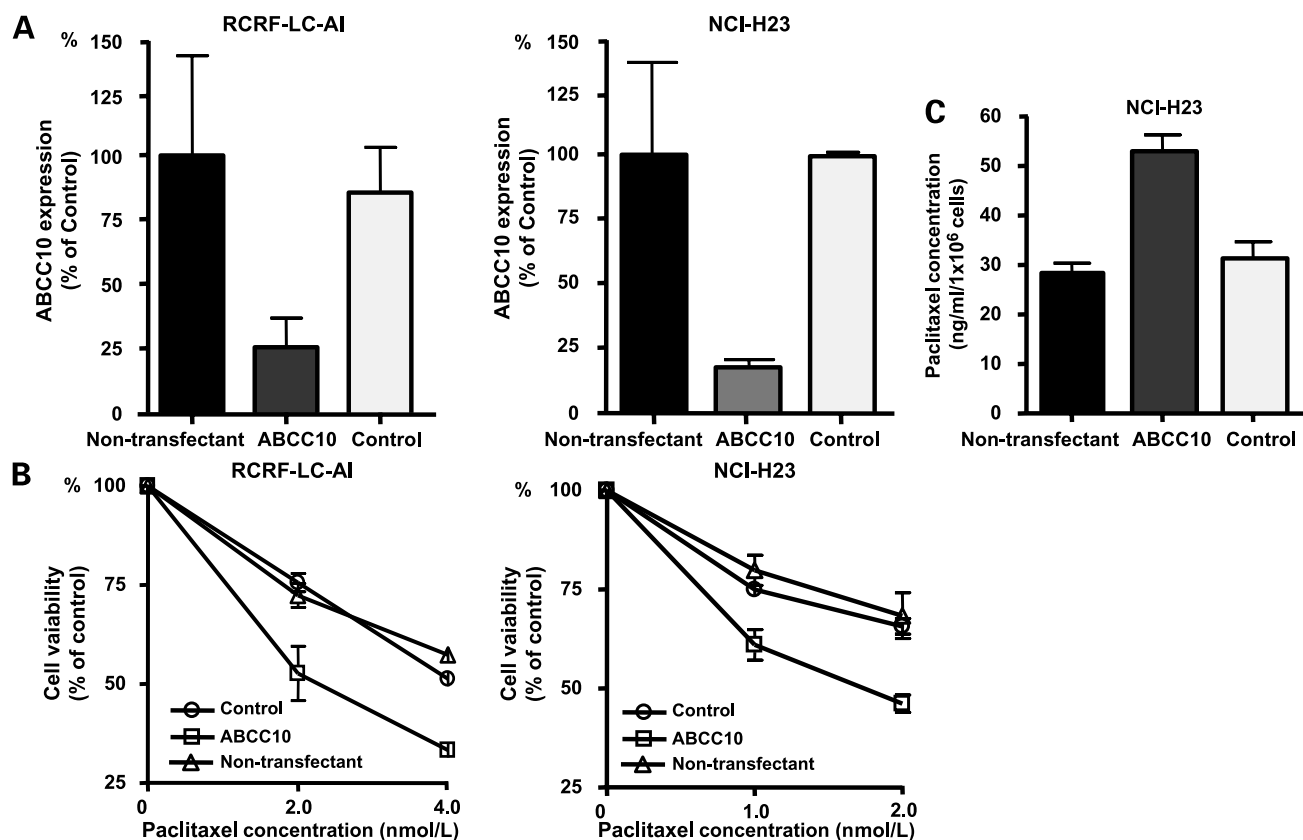 A
RCRF-LC-AI
%
150
125
100
75
50
25
0
ABCC10 expression
(% of Control)
Non-transfectant ABCC10 Control
NCI-H23
%
150
125
100
75
50
25
0
ABCC10 expression
(% of Control)
Non-transfectant ABCC10 Control
C
NCI-H23
60
50
40
30
30
10
0
Paclitaxel concentration
(ng/ml/1x10⁶ cells)
Non-transfectant ABCC10 Control
B
RCRF-LC-AI
%
100
75
50
25
Cell vaiability
(% of control)
Control
ABCC10
Non-transfectant
0 2.0 4.0
Paclitaxel concentration (nmol/L)
NCI-H23
%
100
75
50
25
Cell vaiability
(% of control)
Control
ABCC10
Non-transfectant
0 1.0 2.0
Paclitaxel concentration (nmol/L)